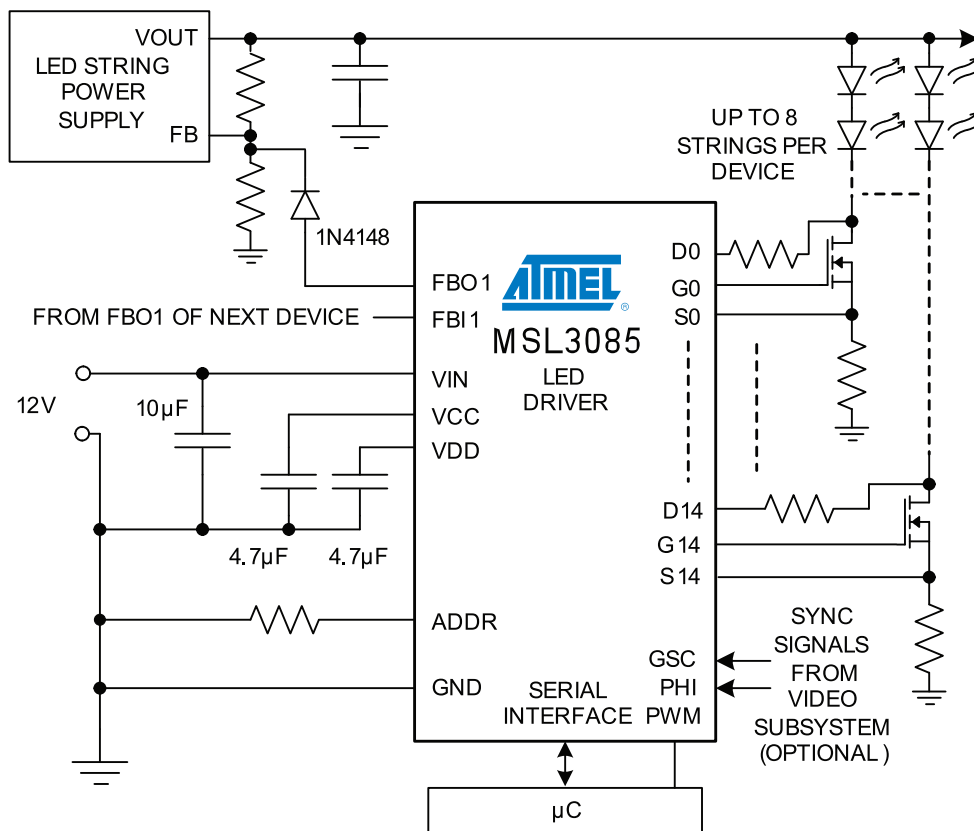 VOUT
LED STRING
POWER
SUPPLY
FB
UP TO 8
STRINGS PER
DEVICE
1N4148
FROM FBO1 OF NEXT DEVICE
12V
10µF
4.7µF
4.7µF
FBO1
FBI1
VIN
VCC
VDD
ADDR
GND
ATMEL
®
MSL3085
LED
DRIVER
D0
G0
S0
D14
G14
S14
GSC
PHI
PWM
SERIAL
INTERFACE
SYNC
SIGNALS
FROM
VIDEO
SUBSYSTEM
(OPTIONAL)
µC